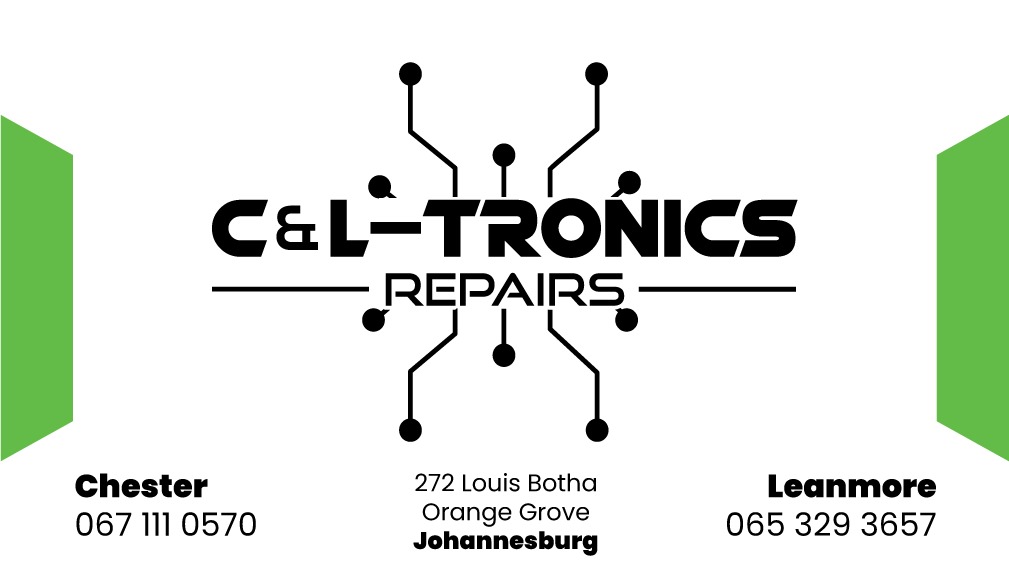 C&L-TRONICS
REPAIRS
Chester
067 111 0570
272 Louis Botha
Orange Grove
Johannesburg
Leanmore
065 329 3657